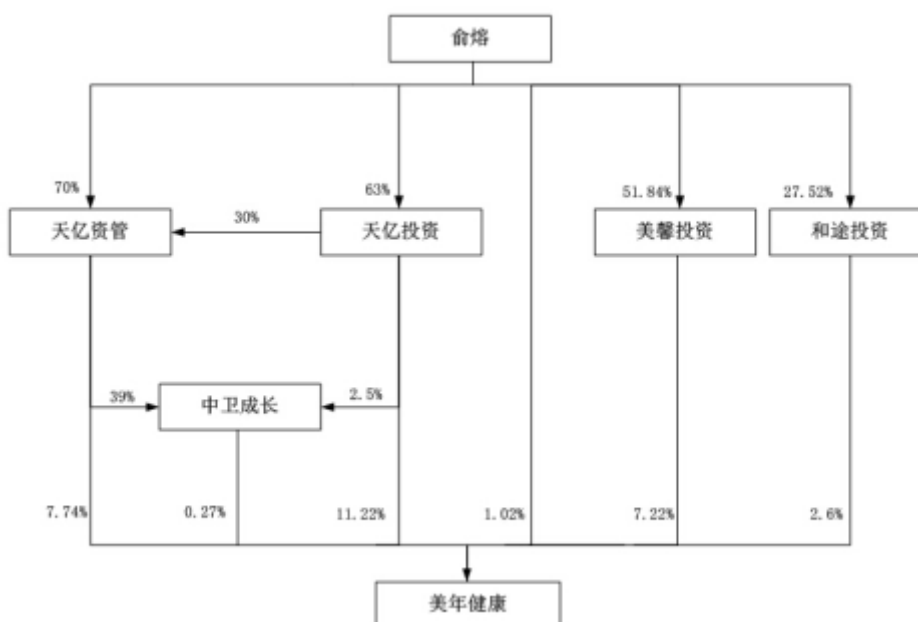 俞熔
70%
63%
51.84%
27.52%
天亿资管
30%
天亿投资
美馨投资
和途投资
39%
中卫成长
2.5%
7.74%
0.27%
11.22%
1.02%
7.22%
2.6%
美年健康